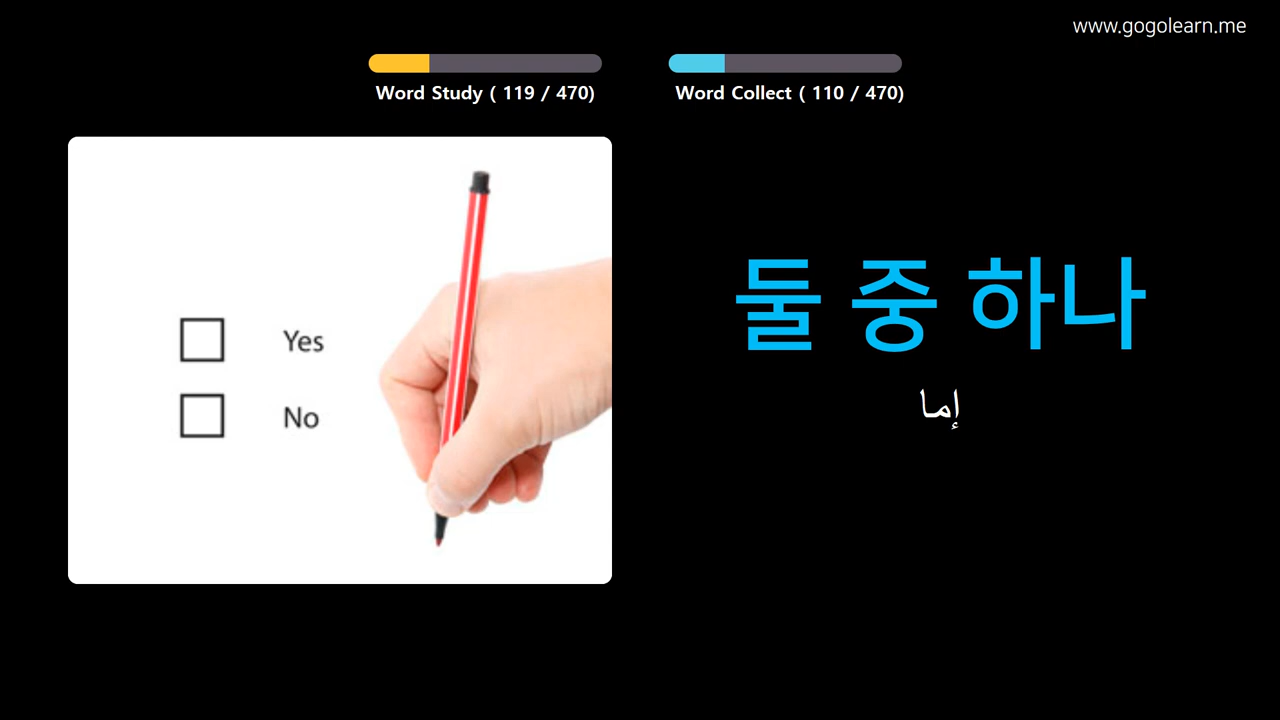 www.gogolearn.me
Word Study ( 119 / 470)
Word Collect ( 110 / 470)
Yes
No
둘 중 하나
إما